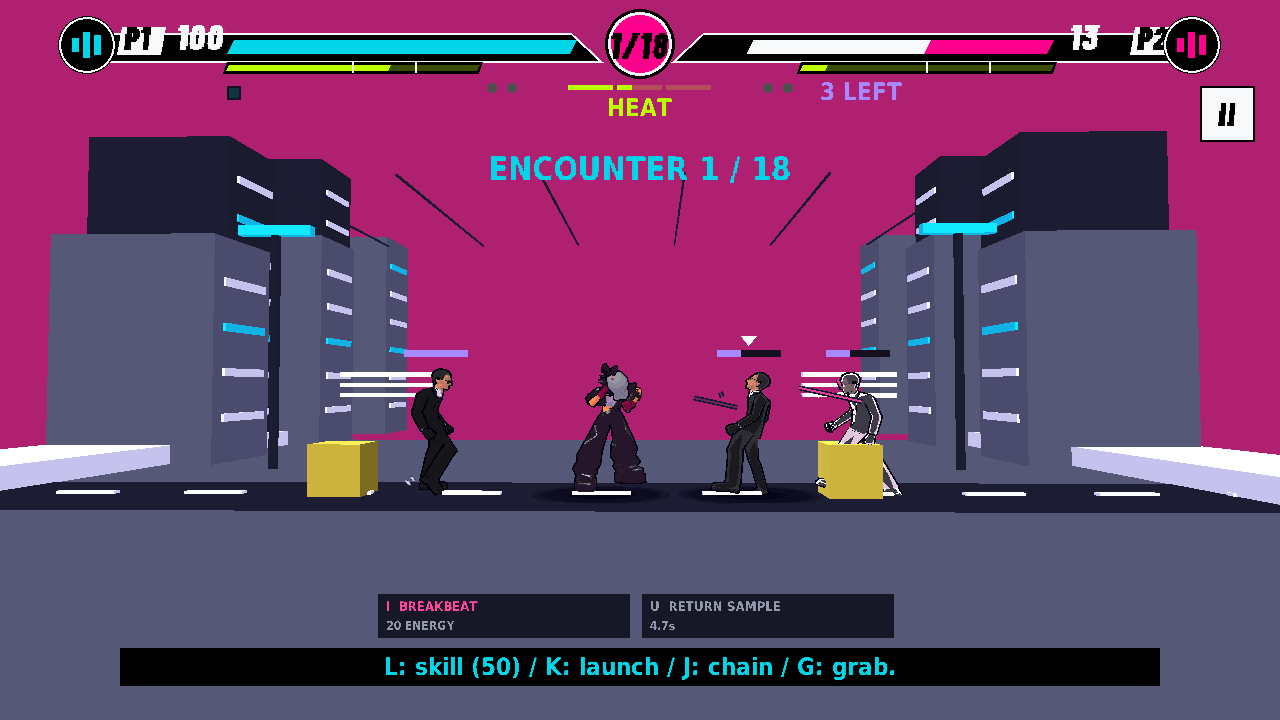 P1 100
1/18
13 P2
HEAT
3 LEFT
ENCOUNTER 1 / 18
I BREAKBEAT
20 ENERGY
U RETURN SAMPLE
4.7s
L: skill (50) / K: launch / J: chain / G: grab.